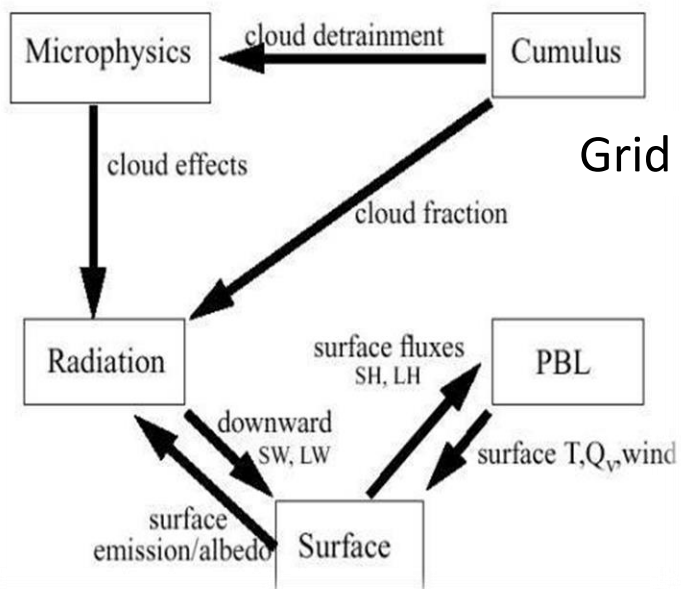 cloud detrainment
Microphysics
Cumulus
cloud effects
Grid
cloud fraction
Radiation
surface fluxes
SH, LH
PBL
downward
SW, LW
surface T,Qv,wind
surface
emission/albedo
Surface